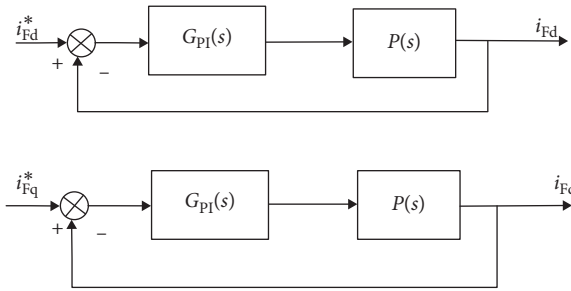 i*Fd
GPI(s)
P(s)
iFd
+
−
i*Fq
GPI(s)
P(s)
+
−